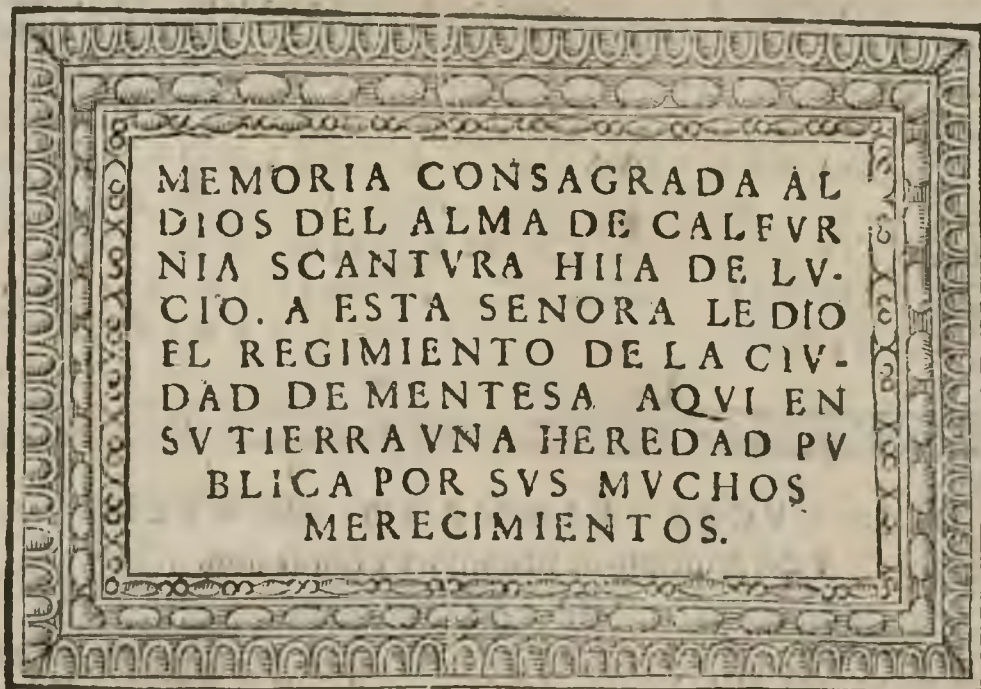 MEMORIA CONSAGRADA AL
DIOS DEL ALMA DE CALFVR
NIA SCANTVRA HIIA DE LV-
CIO. A ESTA SENORA LE DIO
EL REGIMIENTO DE LA CIV-
DAD DE MENTESA AQVI EN
SV TIERRA VNA HEREDAD PV
BLICA POR SVS MVCHOS
MERECIMIENTOS.